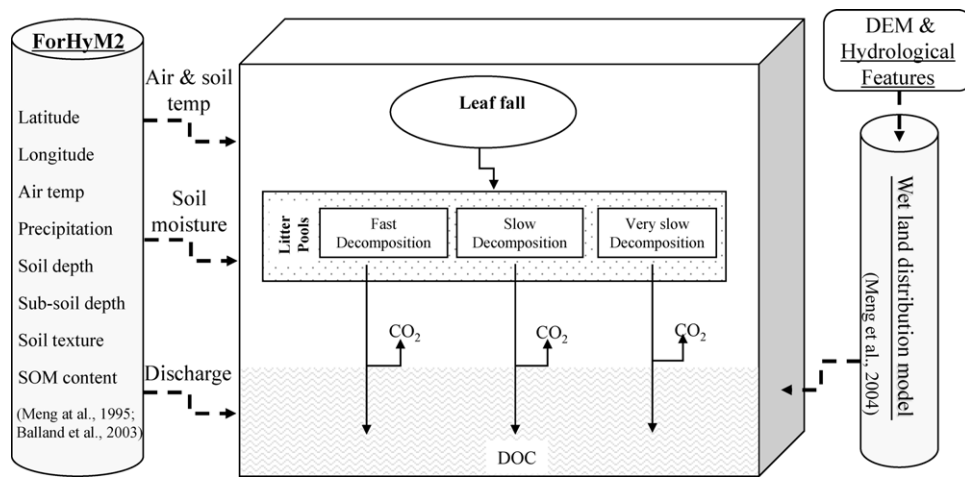 ForHyM2
Latitude
Longitude
Air temp
Precipitation
Soil depth
Sub-soil depth
Soil texture
SOM content
(Meng at al., 1995;
Balland et al., 2003)
Air & soil
temp
Soil
moisture
Discharge
Leaf fall
Litter
Pools
Fast
Decomposition
Slow
Decomposition
Very slow
Decomposition
CO2
CO2
CO2
DOC
DEM &
Hydrological
Features
Wet land distribution model
(Meng et al., 2004)